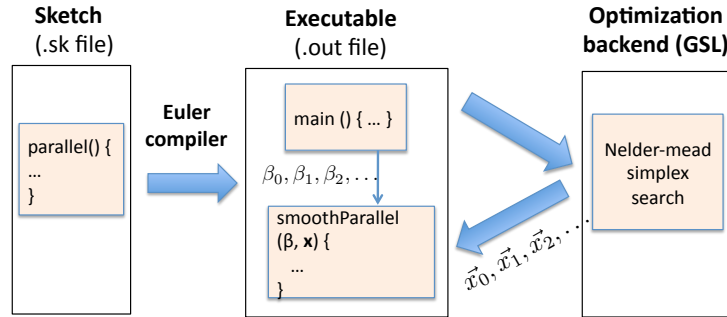 Sketch
(.sk file)
parallel() {
...
}
Euler
compiler
Executable
(.out file)
main () { ... }
β₀, β₁, β₂, ...
smoothParallel
(β, x) {
...
}
Optimization
backend (GSL)
Nelder-mead
simplex
search
x⃗₀, x⃗₁, x⃗₂, ...